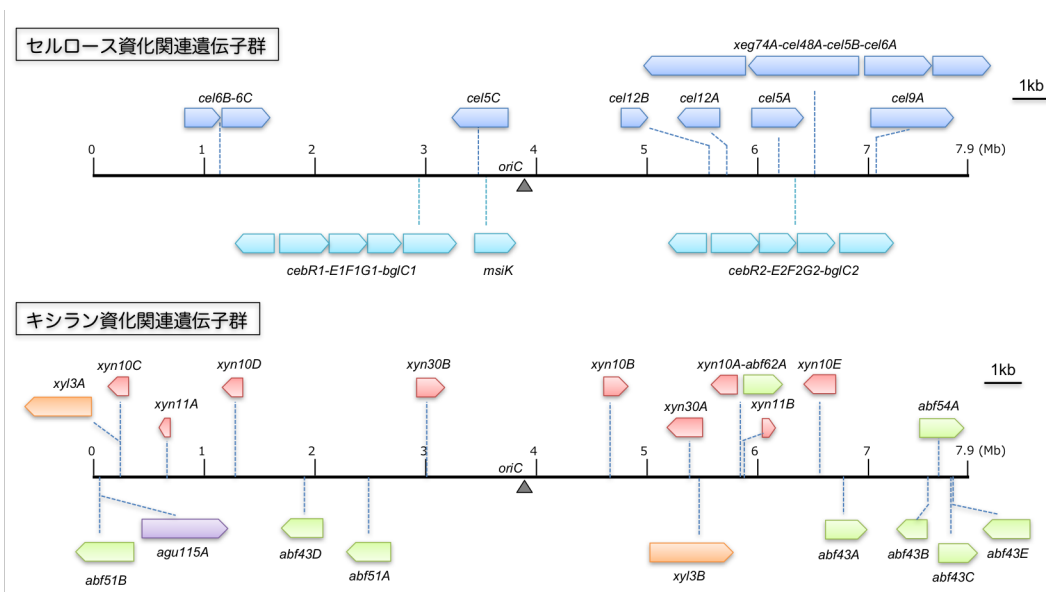 セルロース資化関連遺伝子群
xeg74A-cel48A-cel5B-cel6A
1kb
cel6B-6C
cel5C
cel12B
cel12A
cel5A
cel9A
0 1 2 3 4 5 6 7 7.9 (Mb)
oriC
cebR1-E1F1G1-bglC1
msiK
cebR2-E2F2G2-bglC2
キシラン資化関連遺伝子群
xyn10C
xyn10D
xyn30B
xyn10B
xyn10A-abf62A
xyn10E
1kb
xyl3A
xyn11A
xyn30A
xyn11B
abf54A
0 1 2 3 4 5 6 7 7.9 (Mb)
oriC
agu115A
abf43D
abf43A
abf43B
abf43E
abf51B
abf51A
xyl3B
abf43C